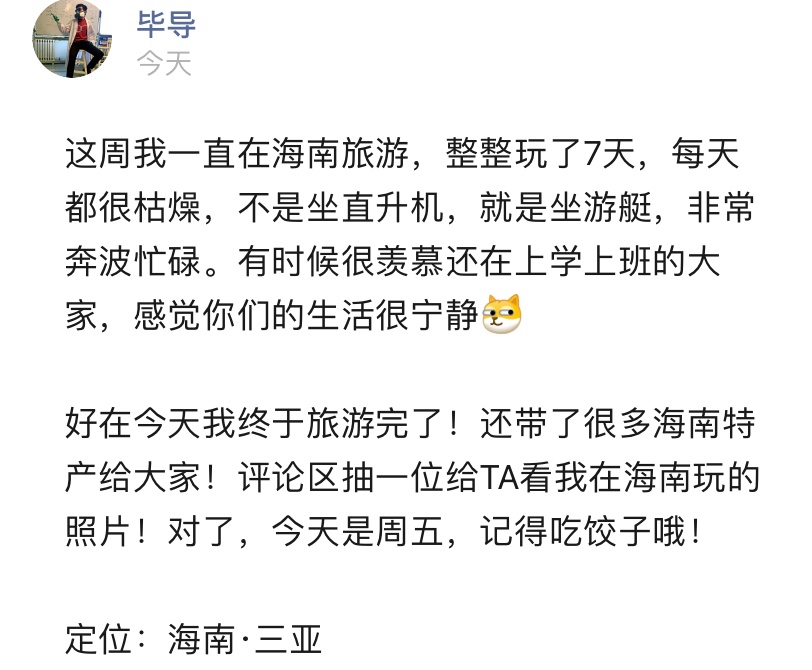 毕导
今天
这周我一直在海南旅游，整整玩了7天，每天
都很枯燥，不是坐直升机，就是坐游艇，非常
奔波忙碌。有时候很羡慕还在上学上班的大
家，感觉你们的生活很宁静
好在今天我终于旅游完了！还带了很多海南特
产给大家！评论区抽一位给TA看我在海南玩的
照片！对了，今天是周五，记得吃饺子哦！
定位：海南·三亚